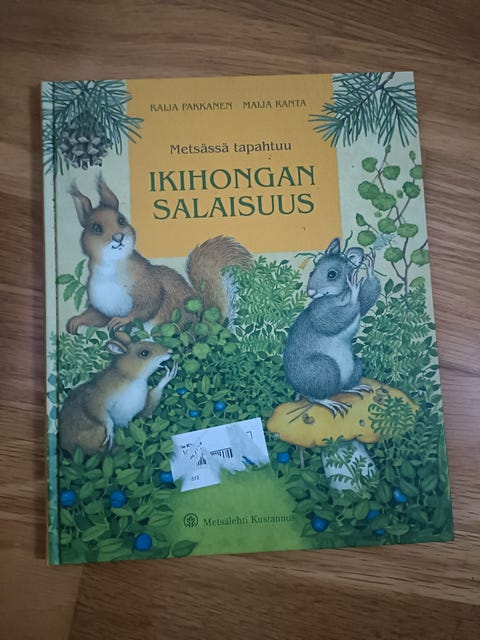 KAIJA PAKKANEN MAIJA RANTA
Metsässä tapahtuu
IKIHONGAN
SALAISUUS
Metsälehti Kustannus